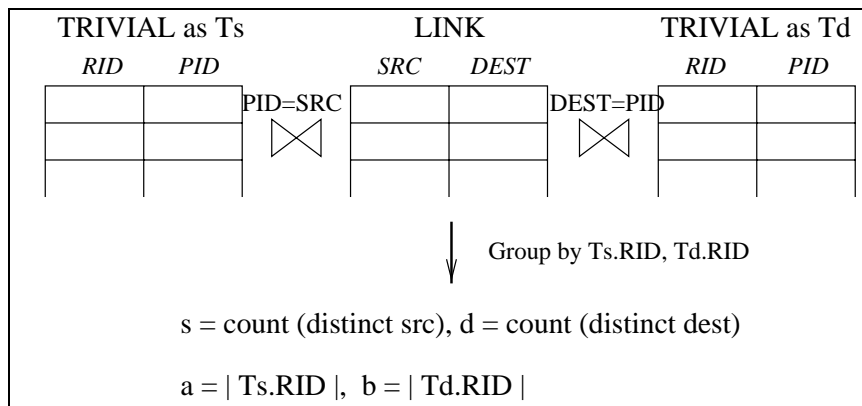 TRIVIAL as Ts LINK TRIVIAL as Td
RID PID SRC DEST RID PID
PID=SRC DEST=PID
Group by Ts.RID, Td.RID
s = count (distinct src), d = count (distinct dest)
a = | Ts.RID |, b = | Td.RID |